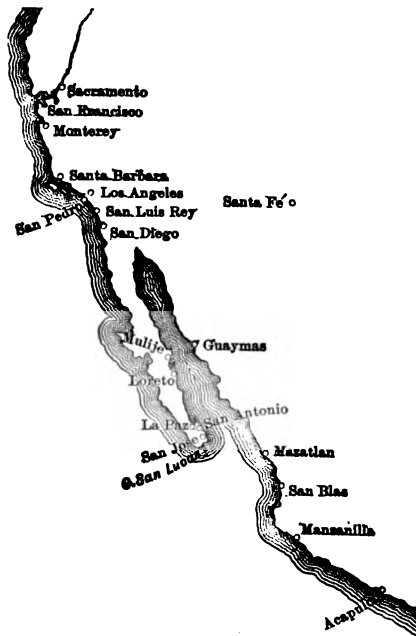 Sacramento
San Francisco
Monterey
Santa Barbara
Los Angeles
San Pedro
San Luis Rey
Santa Fé
San Diego
Mulije
Guaymas
Loreto
La Paz
San Antonio
San José
C. San Lucas
Mazatlan
San Blas
Manzanilla
Acapulco